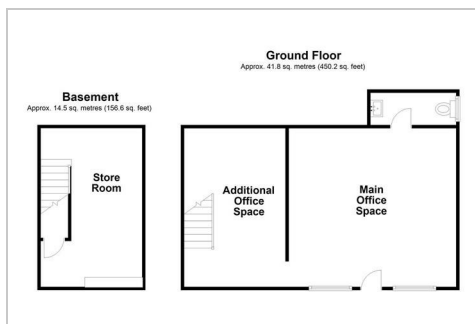 Ground Floor
Approx. 41.8 sq. metres (450.2 sq. feet)
Basement
Approx. 14.5 sq. metres (156.6 sq. feet)
Store
Room
Additional
Office
Space
Main
Office
Space